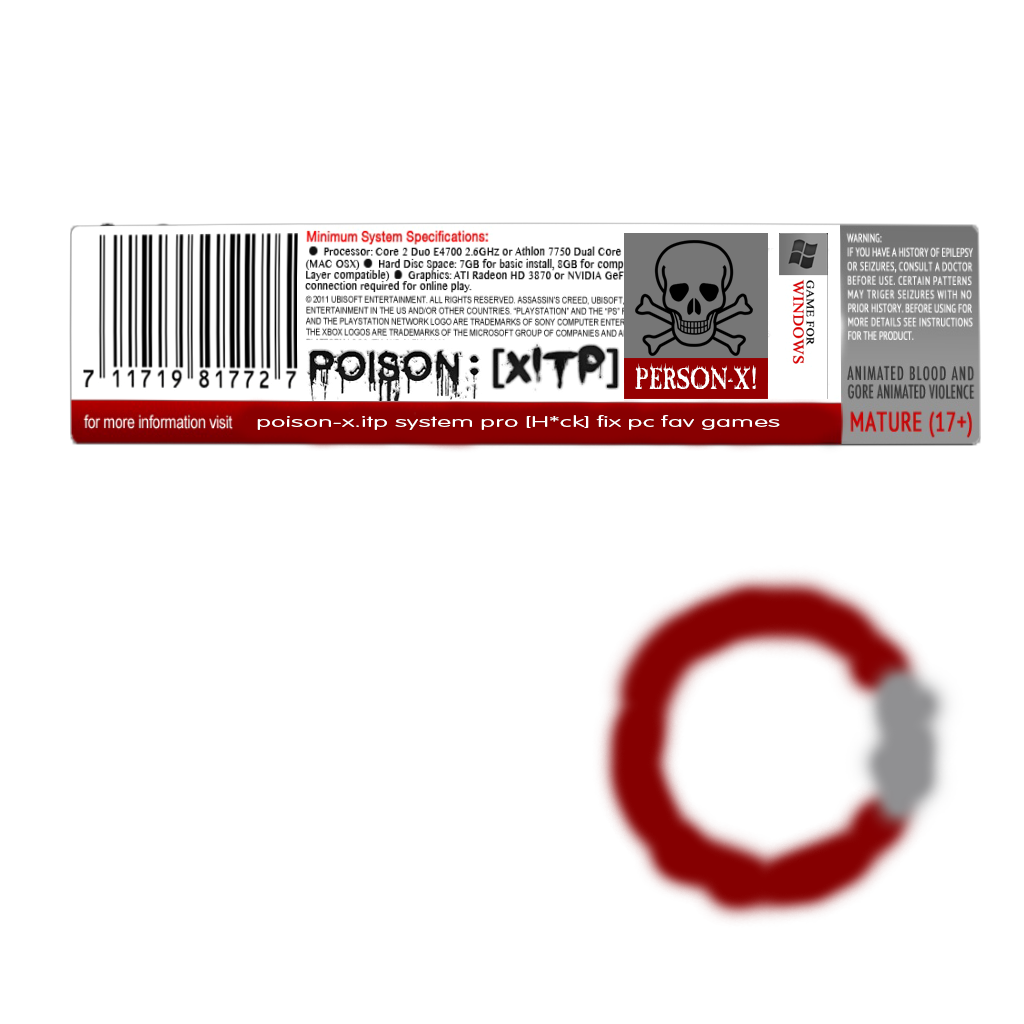 7 11719 81772 7
Minimum System Specifications:
● Processor: Core 2 Duo E4700 2.6GHz or Athlon 7750 Dual Core
(MAC OSX) ● Hard Disc Space: 7GB for basic install, 8GB for comp
Layer compatible) ● Graphics: ATI Radeon HD 3870 or NVIDIA GeF
connection required for online play.
© 2011 UBISOFT ENTERTAINMENT. ALL RIGHTS RESERVED. ASSASSIN'S CREED, UBISOFT,
ENTERTAINMENT IN THE US AND/OR OTHER COUNTRIES. "PLAYSTATION" AND THE "PS"
AND THE PLAYSTATION NETWORK LOGO ARE TRADEMARKS OF SONY COMPUTER ENTER
THE XBOX LOGOS ARE TRADEMARKS OF THE MICROSOFT GROUP OF COMPANIES AND A
POISON: [X!TP]
PERSON-X!
GAME FOR
WINDOWS
WARNING:
IF YOU HAVE A HISTORY OF EPILEPSY
OR SEIZURES, CONSULT A DOCTOR
BEFORE USE. CERTAIN PATTERNS
MAY TRIGER SEIZURES WITH NO
PRIOR HISTORY. BEFORE USING FOR
MORE DETAILS SEE INSTRUCTIONS
FOR THE PRODUCT.
ANIMATED BLOOD AND
GORE ANIMATED VIOLENCE
MATURE (17+)
for more information visit poison-x.itp system pro [H*ck] fix pc fav games